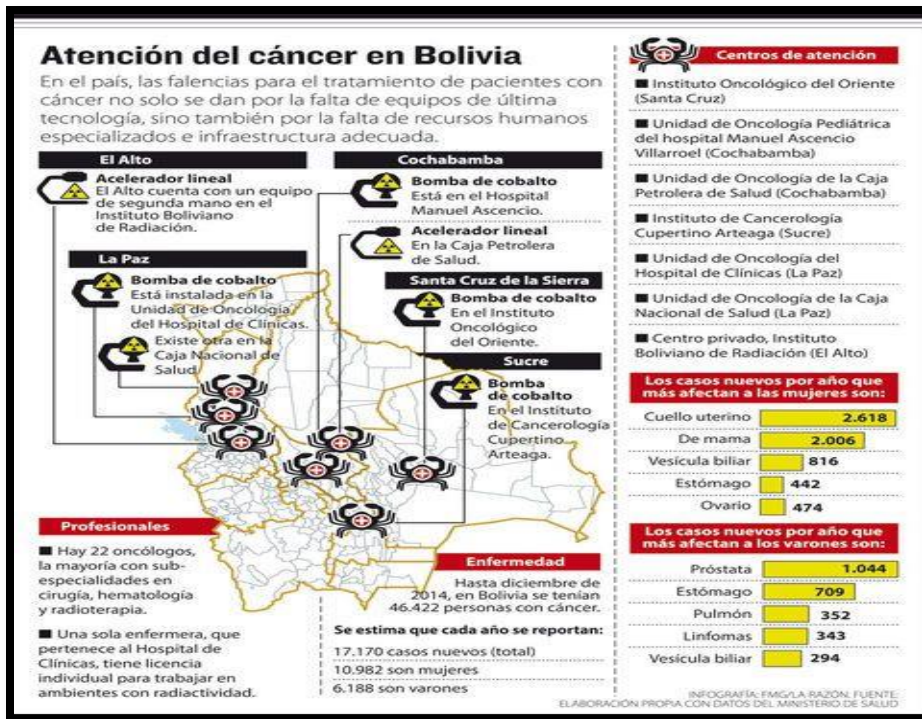 Atención del cáncer en Bolivia
En el país, las falencias para el tratamiento de pacientes con
cáncer no solo se dan por la falta de equipos de última
tecnología, sino también por la falta de recursos humanos
especializados e infraestructura adecuada.
El Alto
Acelerador lineal
El Alto cuenta con un equipo
de segunda mano en el
Instituto Boliviano
de Radiación.
La Paz
Bomba de cobalto
Está instalada en la
Unidad de Oncología
del Hospital de Clínicas.
Existe otra en la
Caja Nacional de
Salud
Cochabamba
Bomba de cobalto
Está en el Hospital
Manuel Ascencio.
Acelerador lineal
En la Caja Petrolera
de Salud.
Santa Cruz de la Sierra
Bomba de cobalto
En el Instituto
Oncológico
del Oriente.
Sucre
Bomba
de cobalto
En el Instituto
de Cancerología
Cupertino
Arteaga.
Profesionales
■ Hay 22 oncólogos,
la mayoría con sub-
especialidades en
cirugía, hematología
y radioterapia.
■ Una sola enfermera, que
pertenece al Hospital de
Clínicas, tiene licencia
individual para trabajar en
ambientes con radiactividad.
Enfermedad
Hasta diciembre de
2014, en Bolivia se tenían
46.422 personas con cáncer.
Se estima que cada año se reportan:
17.170 casos nuevos (total)
10.982 son mujeres
6.188 son varones
Centros de atención
■ Instituto Oncológico del Oriente
(Santa Cruz)
■ Unidad de Oncología Pediátrica
del hospital Manuel Ascencio
Villarroel (Cochabamba)
■ Unidad de Oncología de la Caja
Petrolera de Salud (Cochabamba)
■ Instituto de Cancerología
Cupertino Arteaga (Sucre)
■ Unidad de Oncología del
Hospital de Clínicas (La Paz)
■ Unidad de Oncología de la Caja
Nacional de Salud (La Paz)
■ Centro privado, Instituto
Boliviano de Radiación (El Alto)
Los casos nuevos por año que
más afectan a las mujeres son:
Cuello uterino 2.618
De mama 2.006
Vesícula biliar 816
Estómago 442
Ovario 474
Los casos nuevos por año que
más afectan a los varones son:
Próstata 1.044
Estómago 709
Pulmón 352
Linfomas 343
Vesícula biliar 294
INFOGRAFÍA: FMG/LA RAZÓN. FUENTE:
ELABORACIÓN PROPIA CON DATOS DEL MINISTERIO DE SALUD